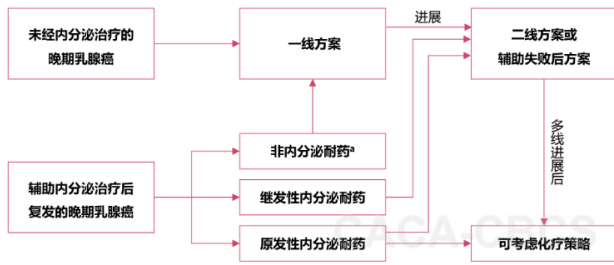 未经内分泌治疗的
晚期乳腺癌
一线方案
进展
二线方案或
辅助失败后方案
非内分泌耐药a
多线进展后
辅助内分泌治疗后
复发的晚期乳腺癌
继发性内分泌耐药
原发性内分泌耐药
可考虑化疗策略
CACA-CBCS